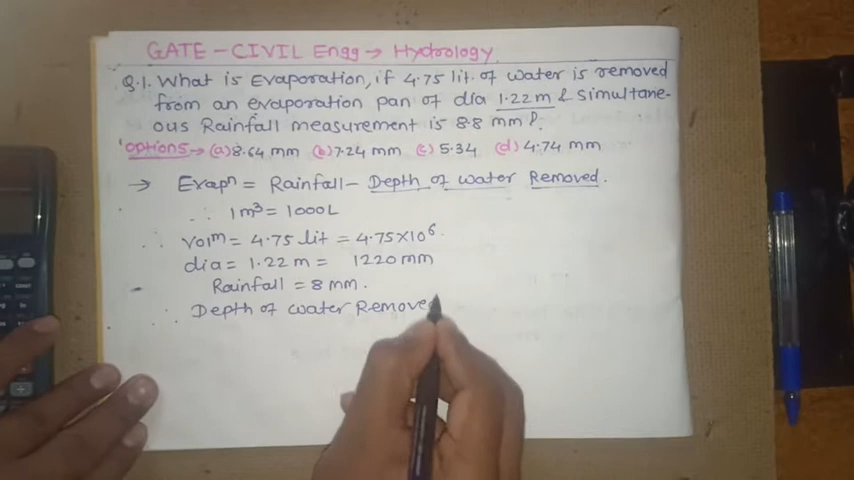 GATE - CIVIL Engg → Hydrology
Q.1. What is Evaporation, if 4.75 lit. of water is removed
from an evaporation pan of dia 1.22m & Simultane-
ous Rainfall measurement is 8.8 mm ?
Options → (a) 8.64 mm (b) 7.24 mm (c) 5.34 (d) 4.74 mm
→ Evapⁿ = Rainfall - Depth of water Removed.
∴ 1m³ = 1000L
∴ Volᵐ = 4.75 lit = 4.75×10⁶.
dia = 1.22 m = 1220 mm
Rainfall = 8 mm.
∴ Depth of water Remove